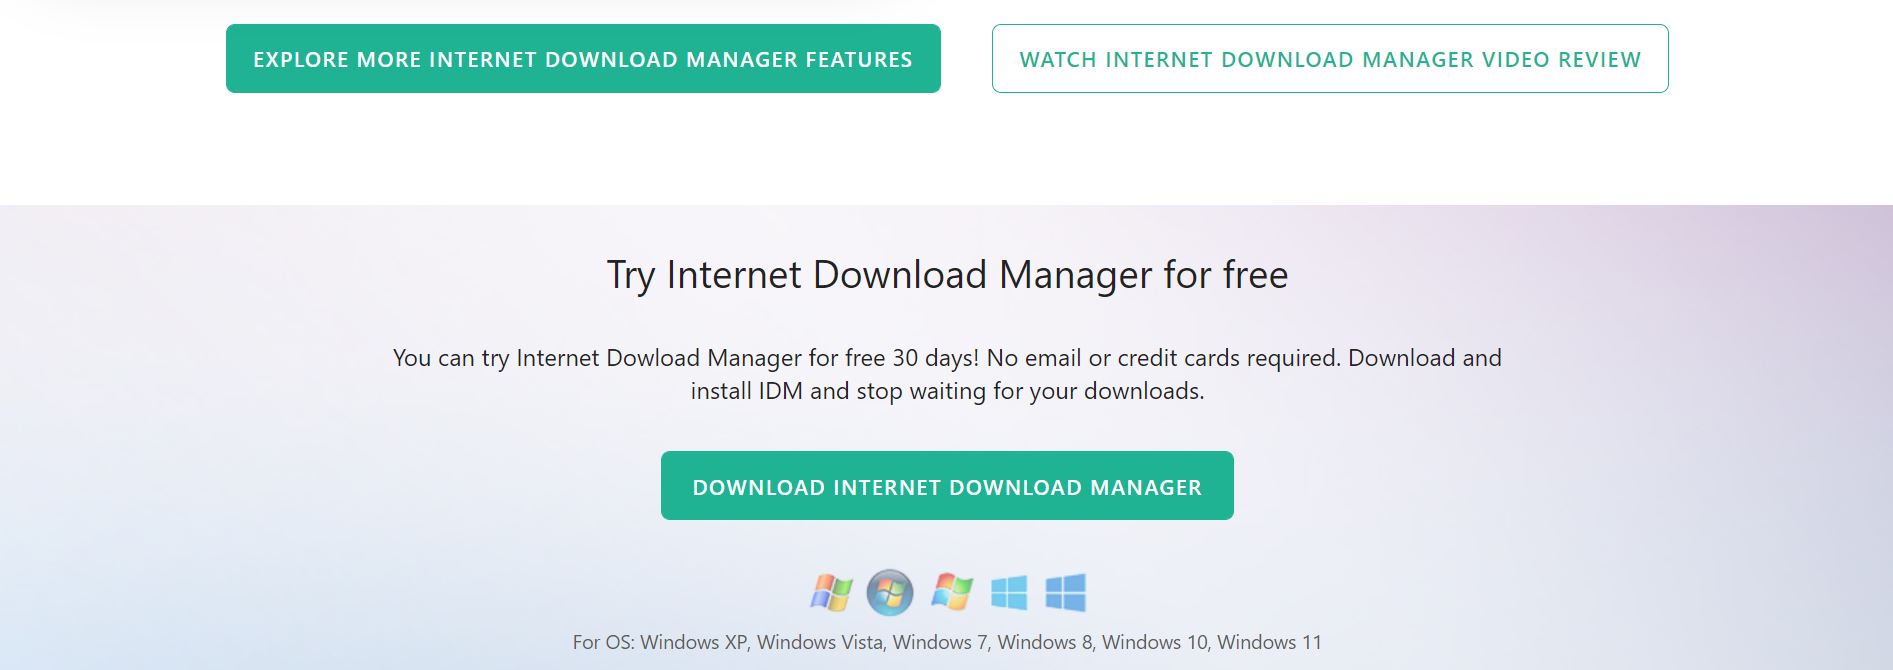 EXPLORE MORE INTERNET DOWNLOAD MANAGER FEATURES
WATCH INTERNET DOWNLOAD MANAGER VIDEO REVIEW
Try Internet Download Manager for free
You can try Internet Dowload Manager for free 30 days! No email or credit cards required. Download and
install IDM and stop waiting for your downloads.
DOWNLOAD INTERNET DOWNLOAD MANAGER
For OS: Windows XP, Windows Vista, Windows 7, Windows 8, Windows 10, Windows 11